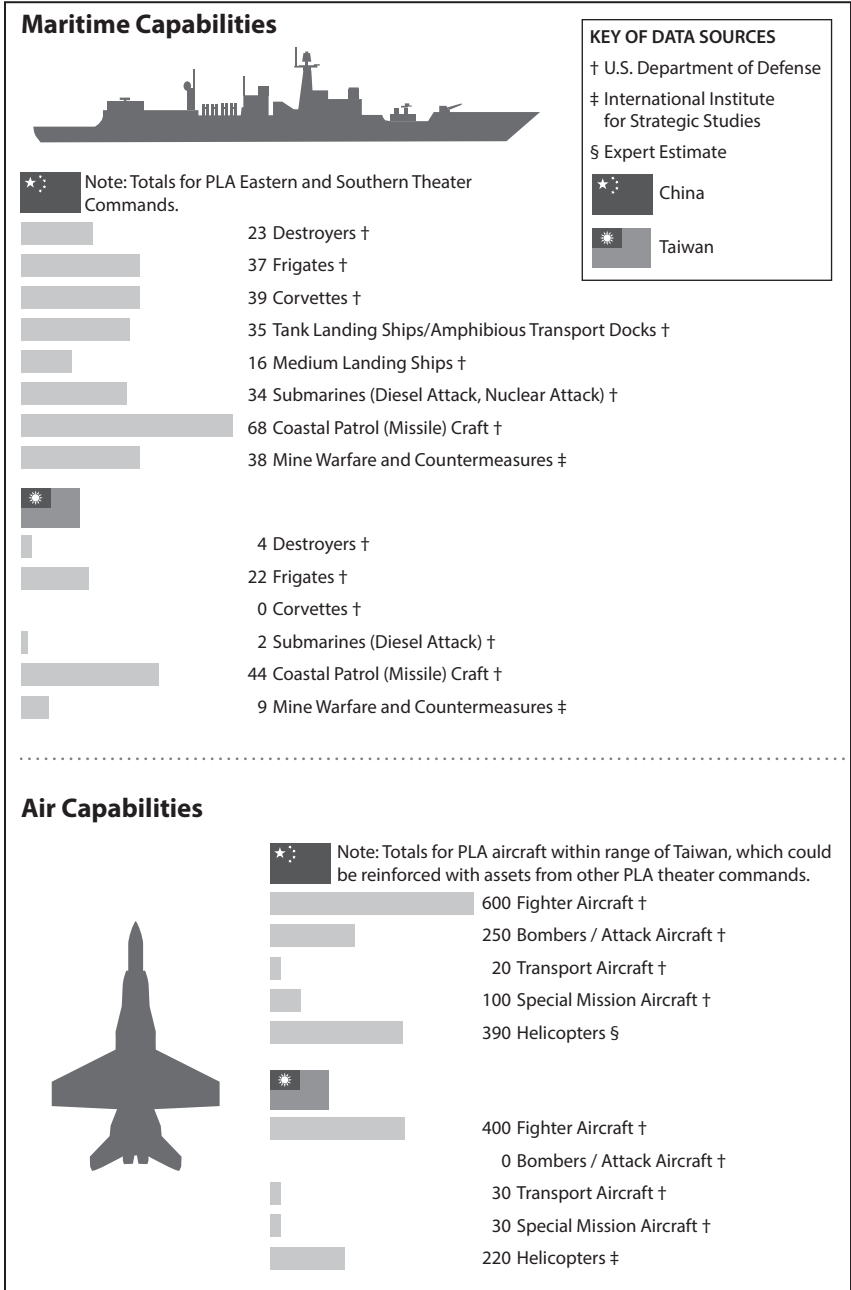 Maritime Capabilities
KEY OF DATA SOURCES
† U.S. Department of Defense
‡ International Institute
for Strategic Studies
§ Expert Estimate
China
Taiwan
Note: Totals for PLA Eastern and Southern Theater
Commands.
23 Destroyers †
37 Frigates †
39 Corvettes †
35 Tank Landing Ships/Amphibious Transport Docks †
16 Medium Landing Ships †
34 Submarines (Diesel Attack, Nuclear Attack) †
68 Coastal Patrol (Missile) Craft †
38 Mine Warfare and Countermeasures ‡
4 Destroyers †
22 Frigates †
0 Corvettes †
2 Submarines (Diesel Attack) †
44 Coastal Patrol (Missile) Craft †
9 Mine Warfare and Countermeasures ‡
Air Capabilities
Note: Totals for PLA aircraft within range of Taiwan, which could
be reinforced with assets from other PLA theater commands.
600 Fighter Aircraft †
250 Bombers / Attack Aircraft †
20 Transport Aircraft †
100 Special Mission Aircraft †
390 Helicopters §
400 Fighter Aircraft †
0 Bombers / Attack Aircraft †
30 Transport Aircraft †
30 Special Mission Aircraft †
220 Helicopters ‡